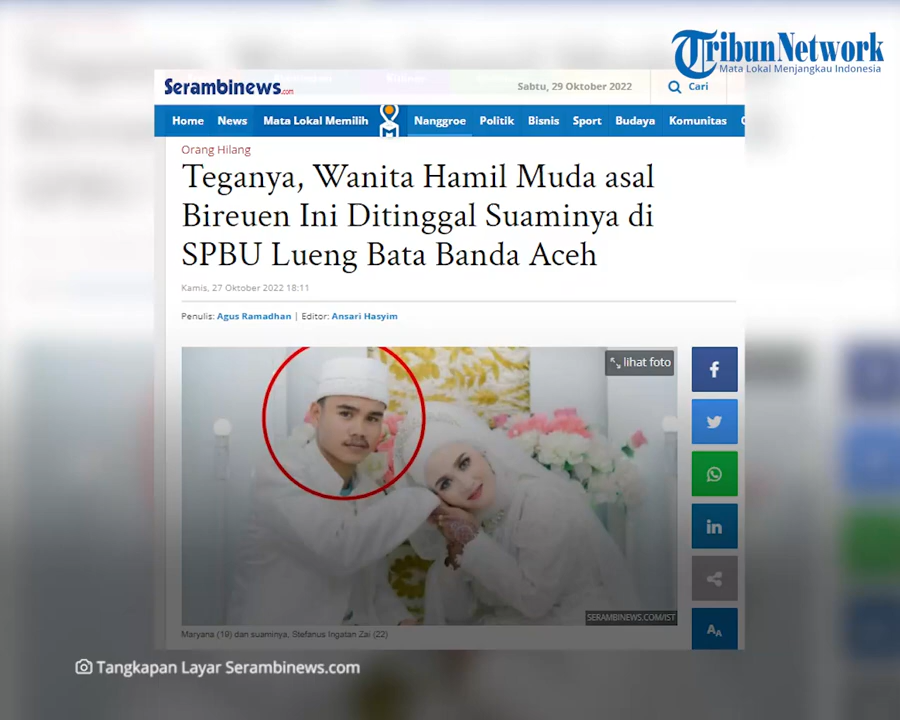 TribunNetwork
Mata Lokal Menjangkau Indonesia
Serambinews.com
Sabtu, 29 Oktober 2022
Cari
Home News Mata Lokal Memilih M Nanggroe Politik Bisnis Sport Budaya Komunitas
Orang Hilang
Teganya, Wanita Hamil Muda asal
Bireuen Ini Ditinggal Suaminya di
SPBU Lueng Bata Banda Aceh
Kamis, 27 Oktober 2022 18:11
Penulis: Agus Ramadhan | Editor: Ansari Hasyim
lihat foto
SERAMBINEWS.COM/IST
Maryana (19) dan suaminya, Stefanus Ingatan Zai (22)
AA
Tangkapan Layar Serambinews.com